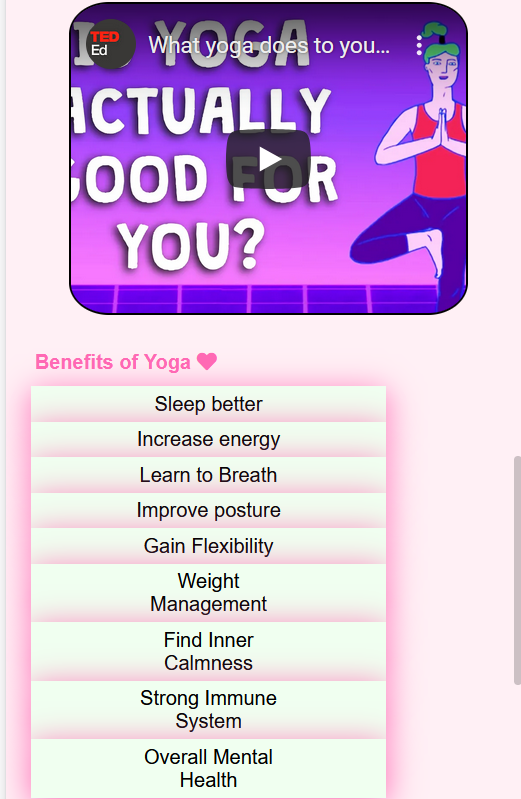 TED
Ed
What yoga does to you...
YOGA
ACTUALLY
GOOD FOR
YOU?
Benefits of Yoga
Sleep better
Increase energy
Learn to Breath
Improve posture
Gain Flexibility
Weight
Management
Find Inner
Calmness
Strong Immune
System
Overall Mental
Health